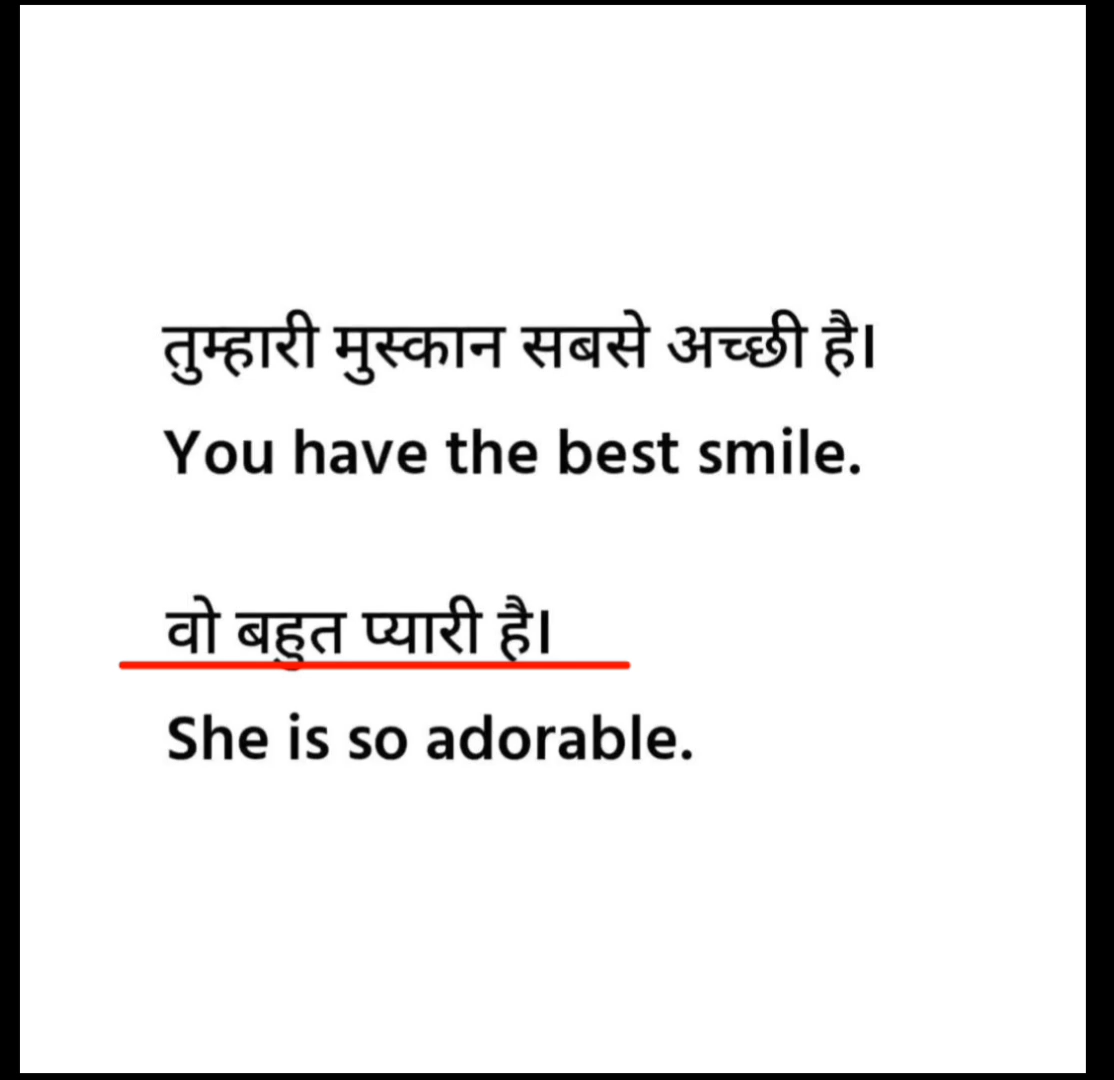 तुम्हारी मुस्कान सबसे अच्छी है।
You have the best smile.
वो बहुत प्यारी है।
She is so adorable.